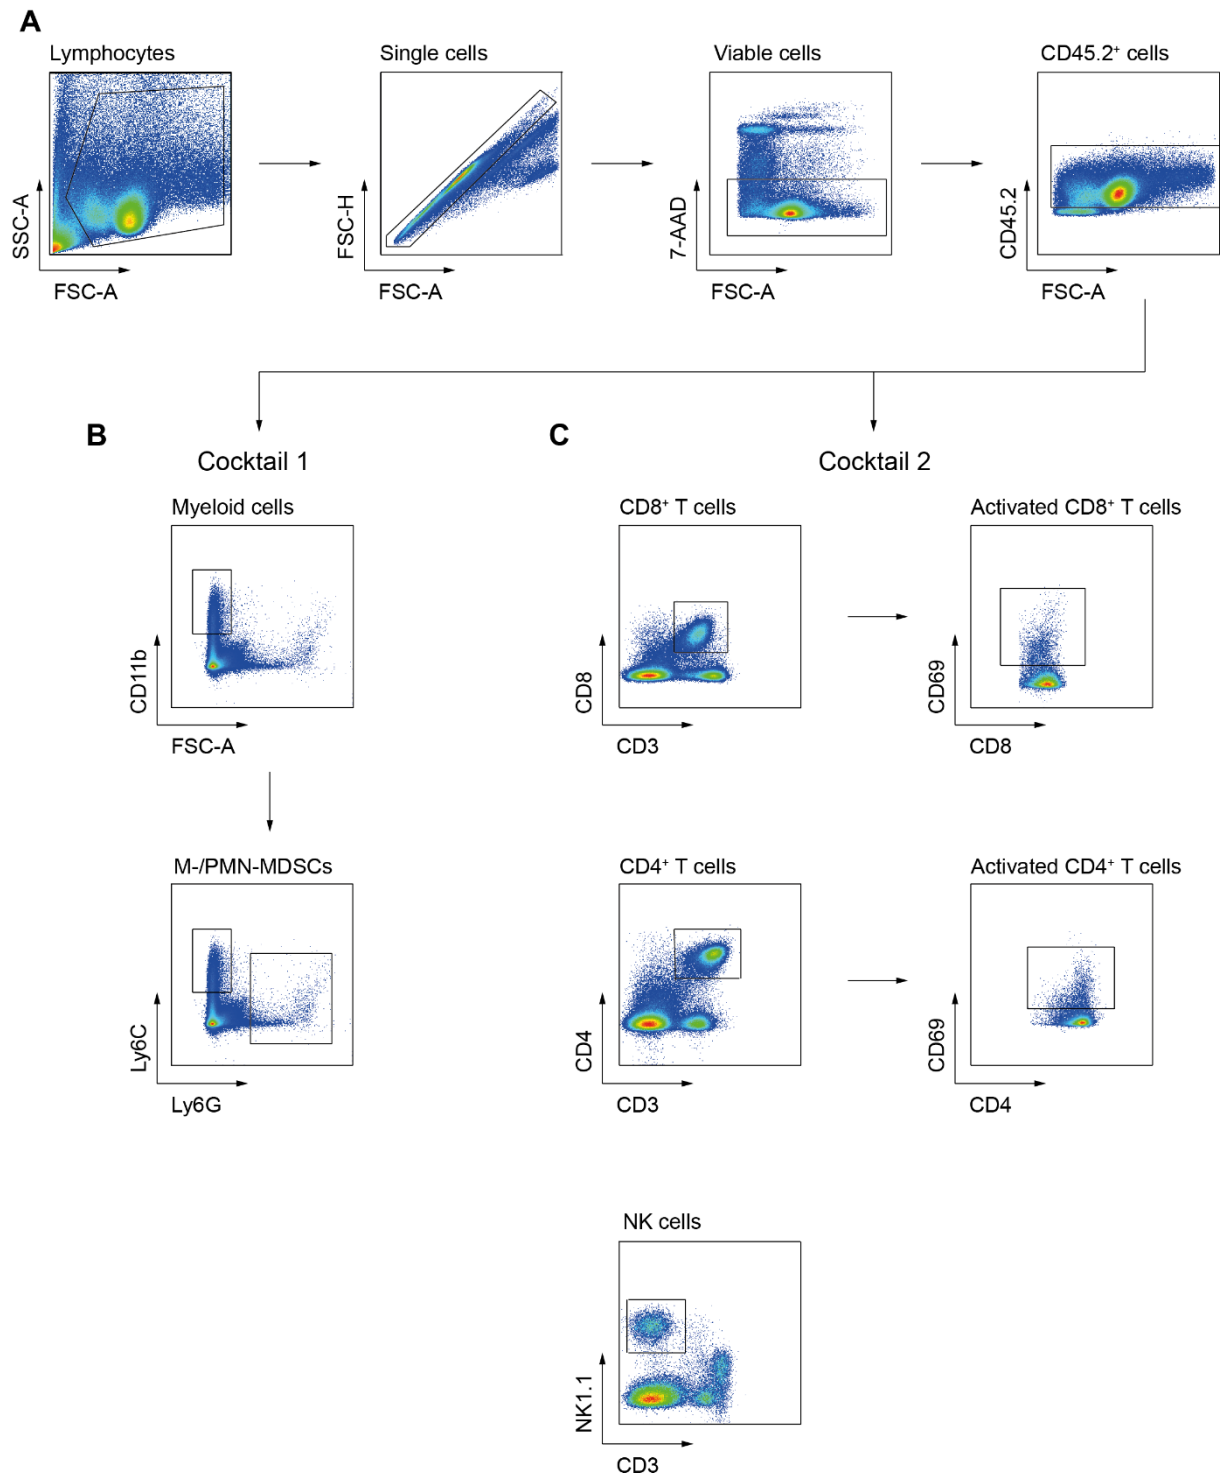 A
Lymphocytes
Single cells
Viable cells
CD45.2⁺ cells
SSC-A
FSC-A
FSC-H
FSC-A
7-AAD
FSC-A
CD45.2
FSC-A
B
C
Cocktail 1
Cocktail 2
Myeloid cells
CD8⁺ T cells
Activated CD8⁺ T cells
CD11b
FSC-A
CD8
CD3
CD69
CD8
M-/PMN-MDSCs
CD4⁺ T cells
Activated CD4⁺ T cells
Ly6C
Ly6G
CD4
CD3
CD69
CD4
NK cells
NK1.1
CD3